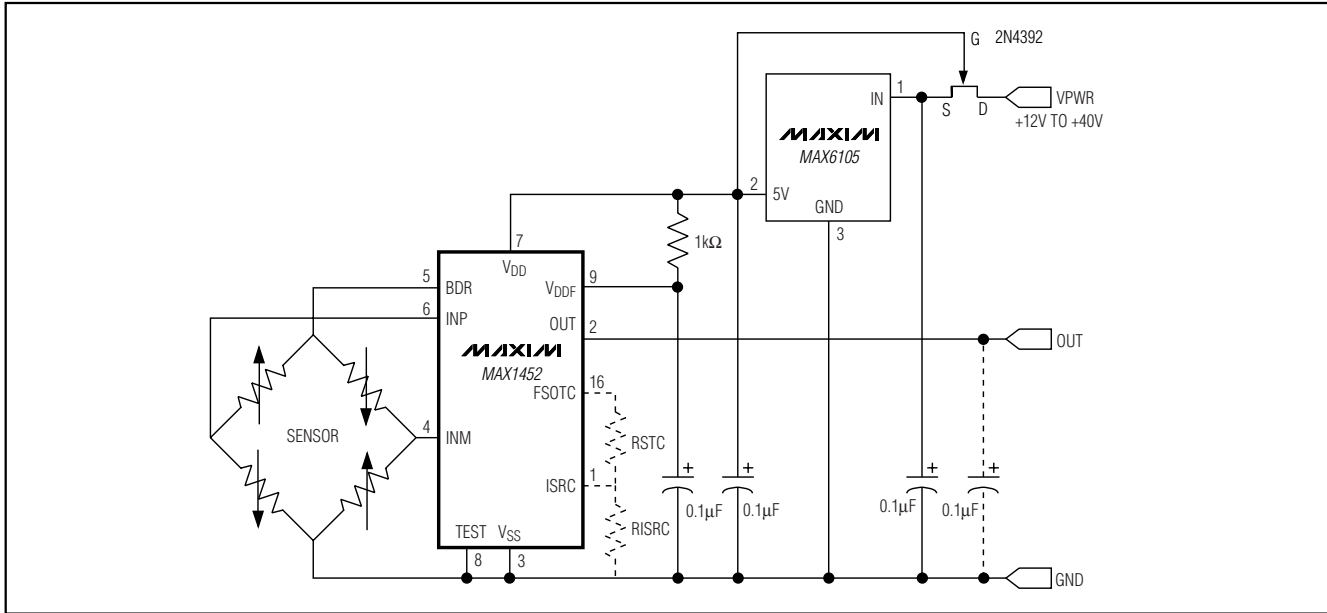 G 2N4392
1
IN
S D
VPWR
+12V TO +40V
MAXIM
MAX6105
2
5V
GND
3
1kΩ
7
VDD
5
BDR
9
VDDF
6
INP
OUT
2
OUT
MAXIM
MAX1452
16
FSOTC
RSTC
SENSOR
4
INM
1
ISRC
+
+
+
+
0.1µF
0.1µF
0.1µF
0.1µF
RISRC
TEST VSS
8
3
GND